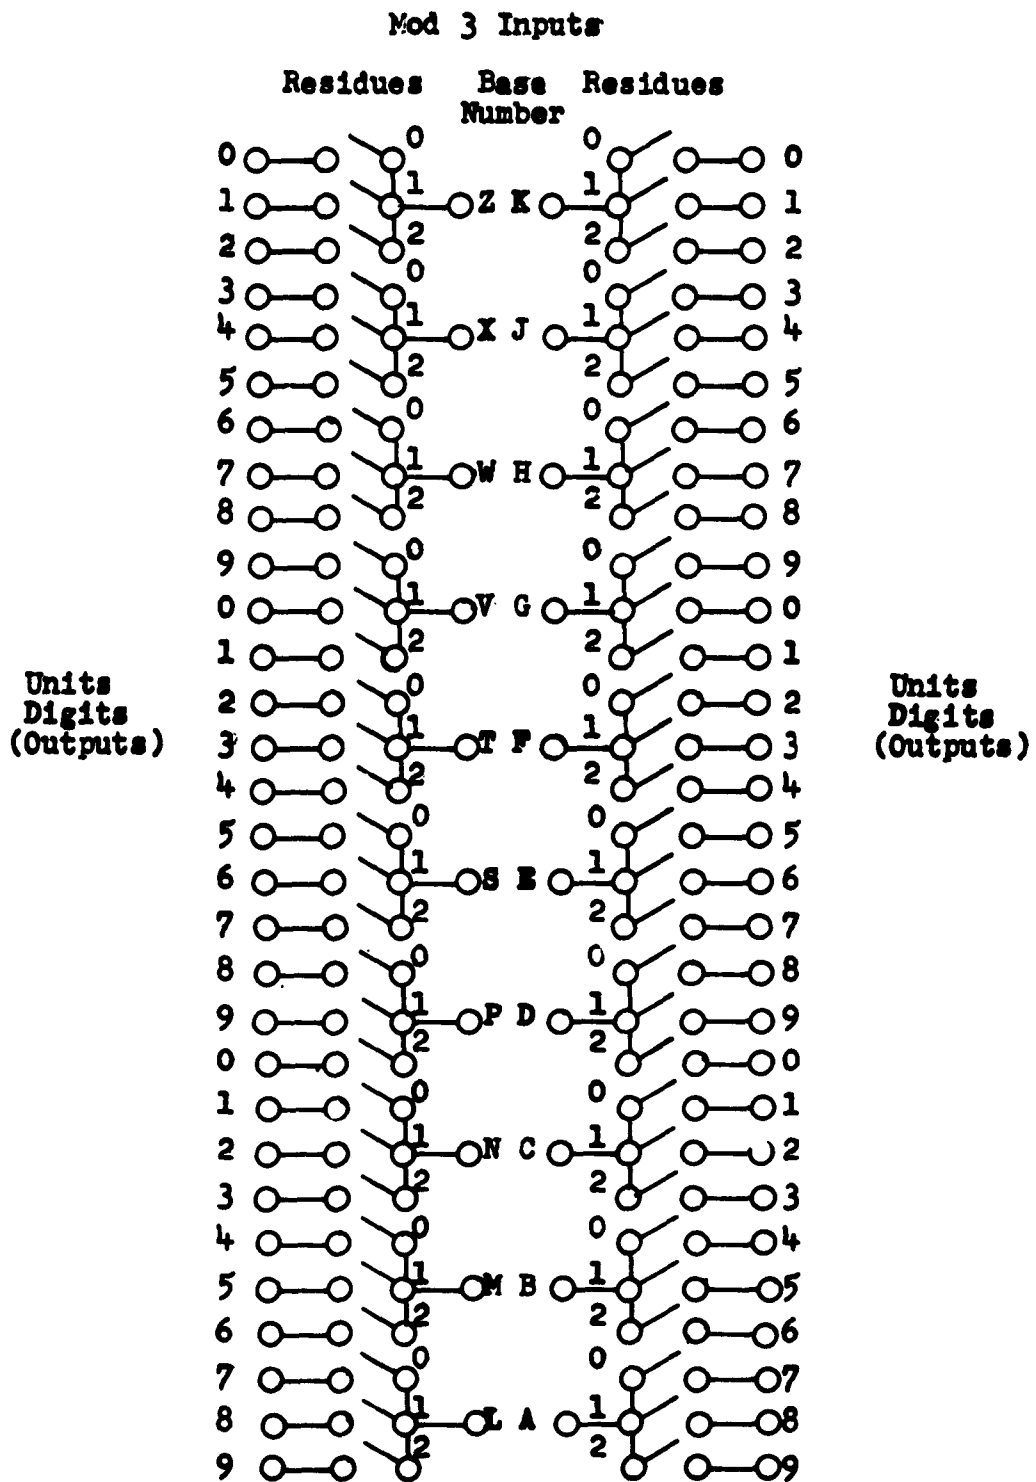 Mod 3 Inputs
Residues Base Residues
Number
0 0 0 0
1 1 Z K 1 1
2 2 2 2
3 0 0 3
4 1 X J 1 4
5 2 2 5
6 0 0 6
7 1 W H 1 7
8 2 2 8
9 0 0 9
0 1 V G 1 0
1 2 2 1
2 0 0 2
3 1 T F 1 3
4 2 2 4
5 0 0 5
6 1 S E 1 6
7 2 2 7
8 0 0 8
9 1 P D 1 9
0 2 2 0
1 0 0 1
2 1 N C 1 2
3 2 2 3
4 0 0 4
5 1 M B 1 5
6 2 2 6
7 0 0 7
8 1 L A 1 8
9 2 2 9
Units
Digits
(Outputs)
Units
Digits
(Outputs)